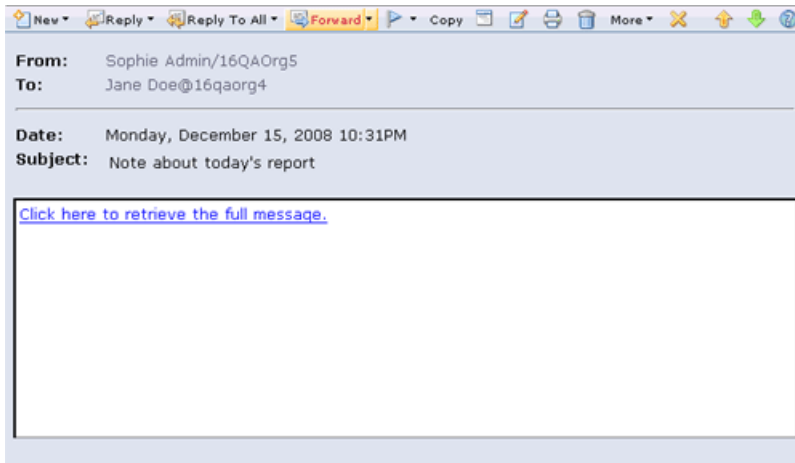 New Reply Reply To All Forward Copy More
From: Sophie Admin/16QAOrg5
To: Jane Doe@16qaorg4
Date: Monday, December 15, 2008 10:31PM
Subject: Note about today's report
Click here to retrieve the full message.